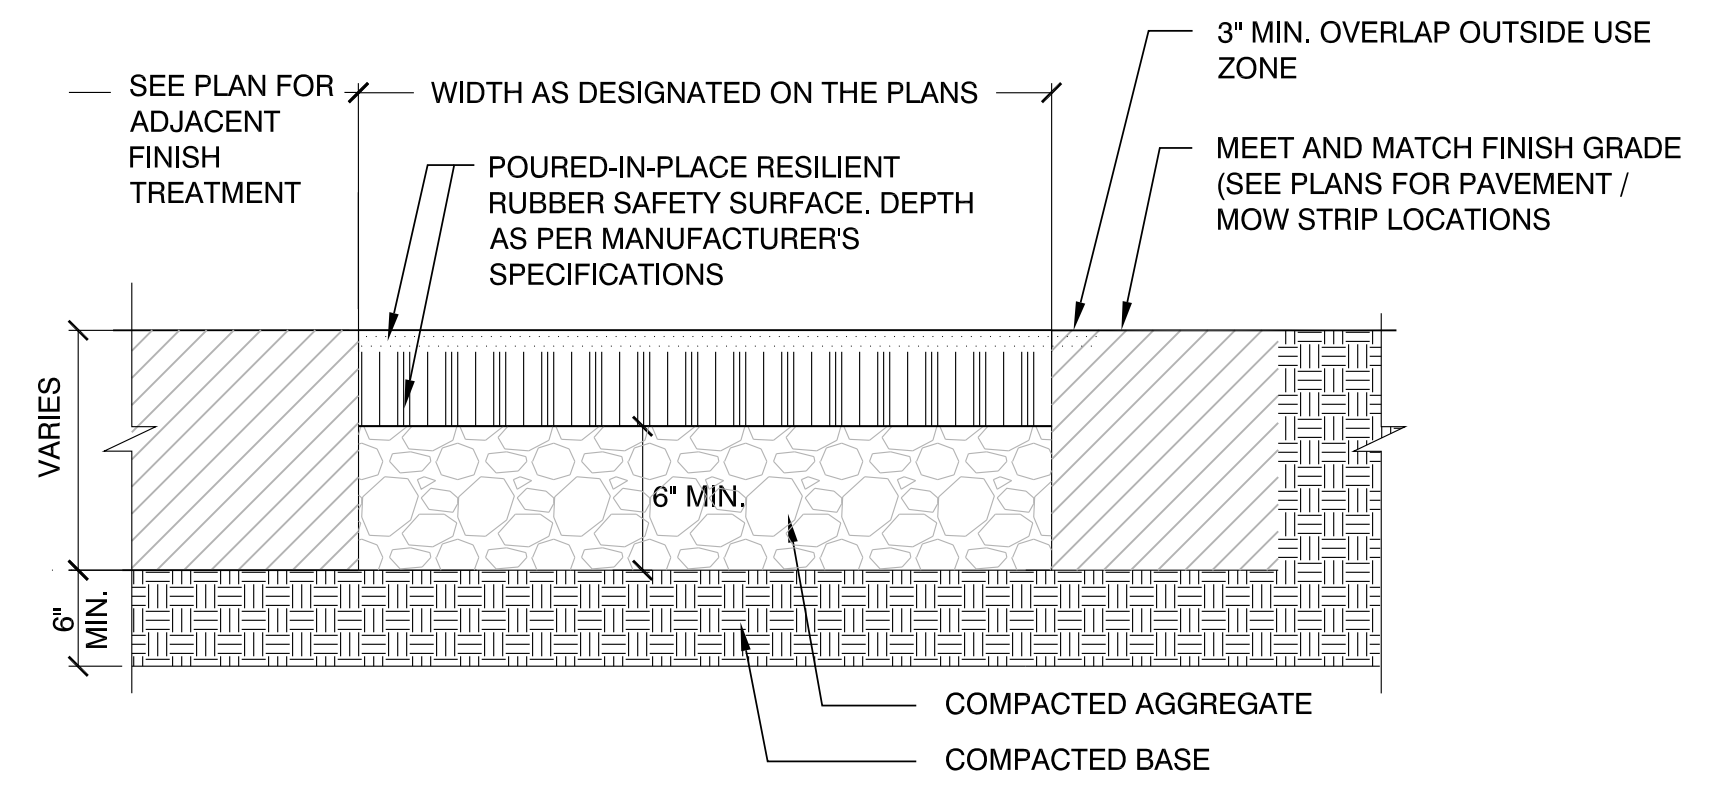 3" MIN. OVERLAP OUTSIDE USE
ZONE
SEE PLAN FOR
ADJACENT
FINISH
TREATMENT
WIDTH AS DESIGNATED ON THE PLANS
MEET AND MATCH FINISH GRADE
(SEE PLANS FOR PAVEMENT /
MOW STRIP LOCATIONS
POURED-IN-PLACE RESILIENT
RUBBER SAFETY SURFACE. DEPTH
AS PER MANUFACTURER'S
SPECIFICATIONS
VARIES
6" MIN.
6"
MIN.
COMPACTED AGGREGATE
COMPACTED BASE